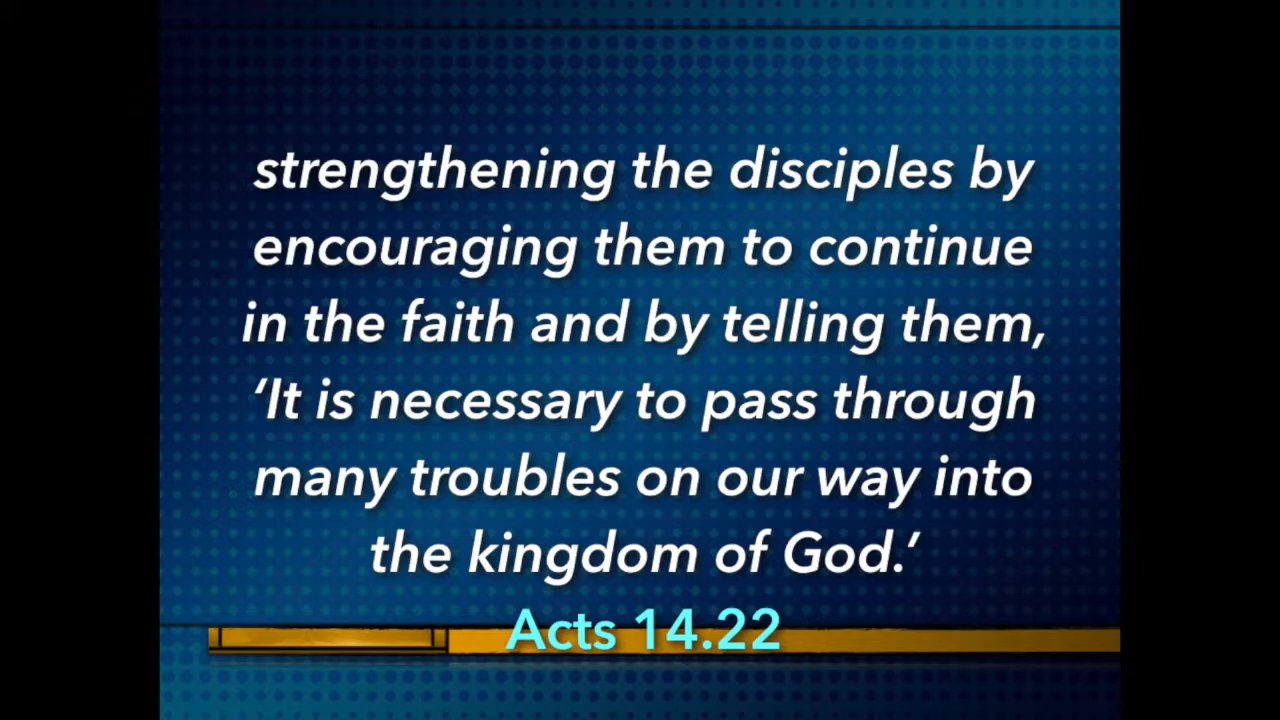 strengthening the disciples by
encouraging them to continue
in the faith and by telling them,
‘It is necessary to pass through
many troubles on our way into
the kingdom of God.’
Acts 14.22